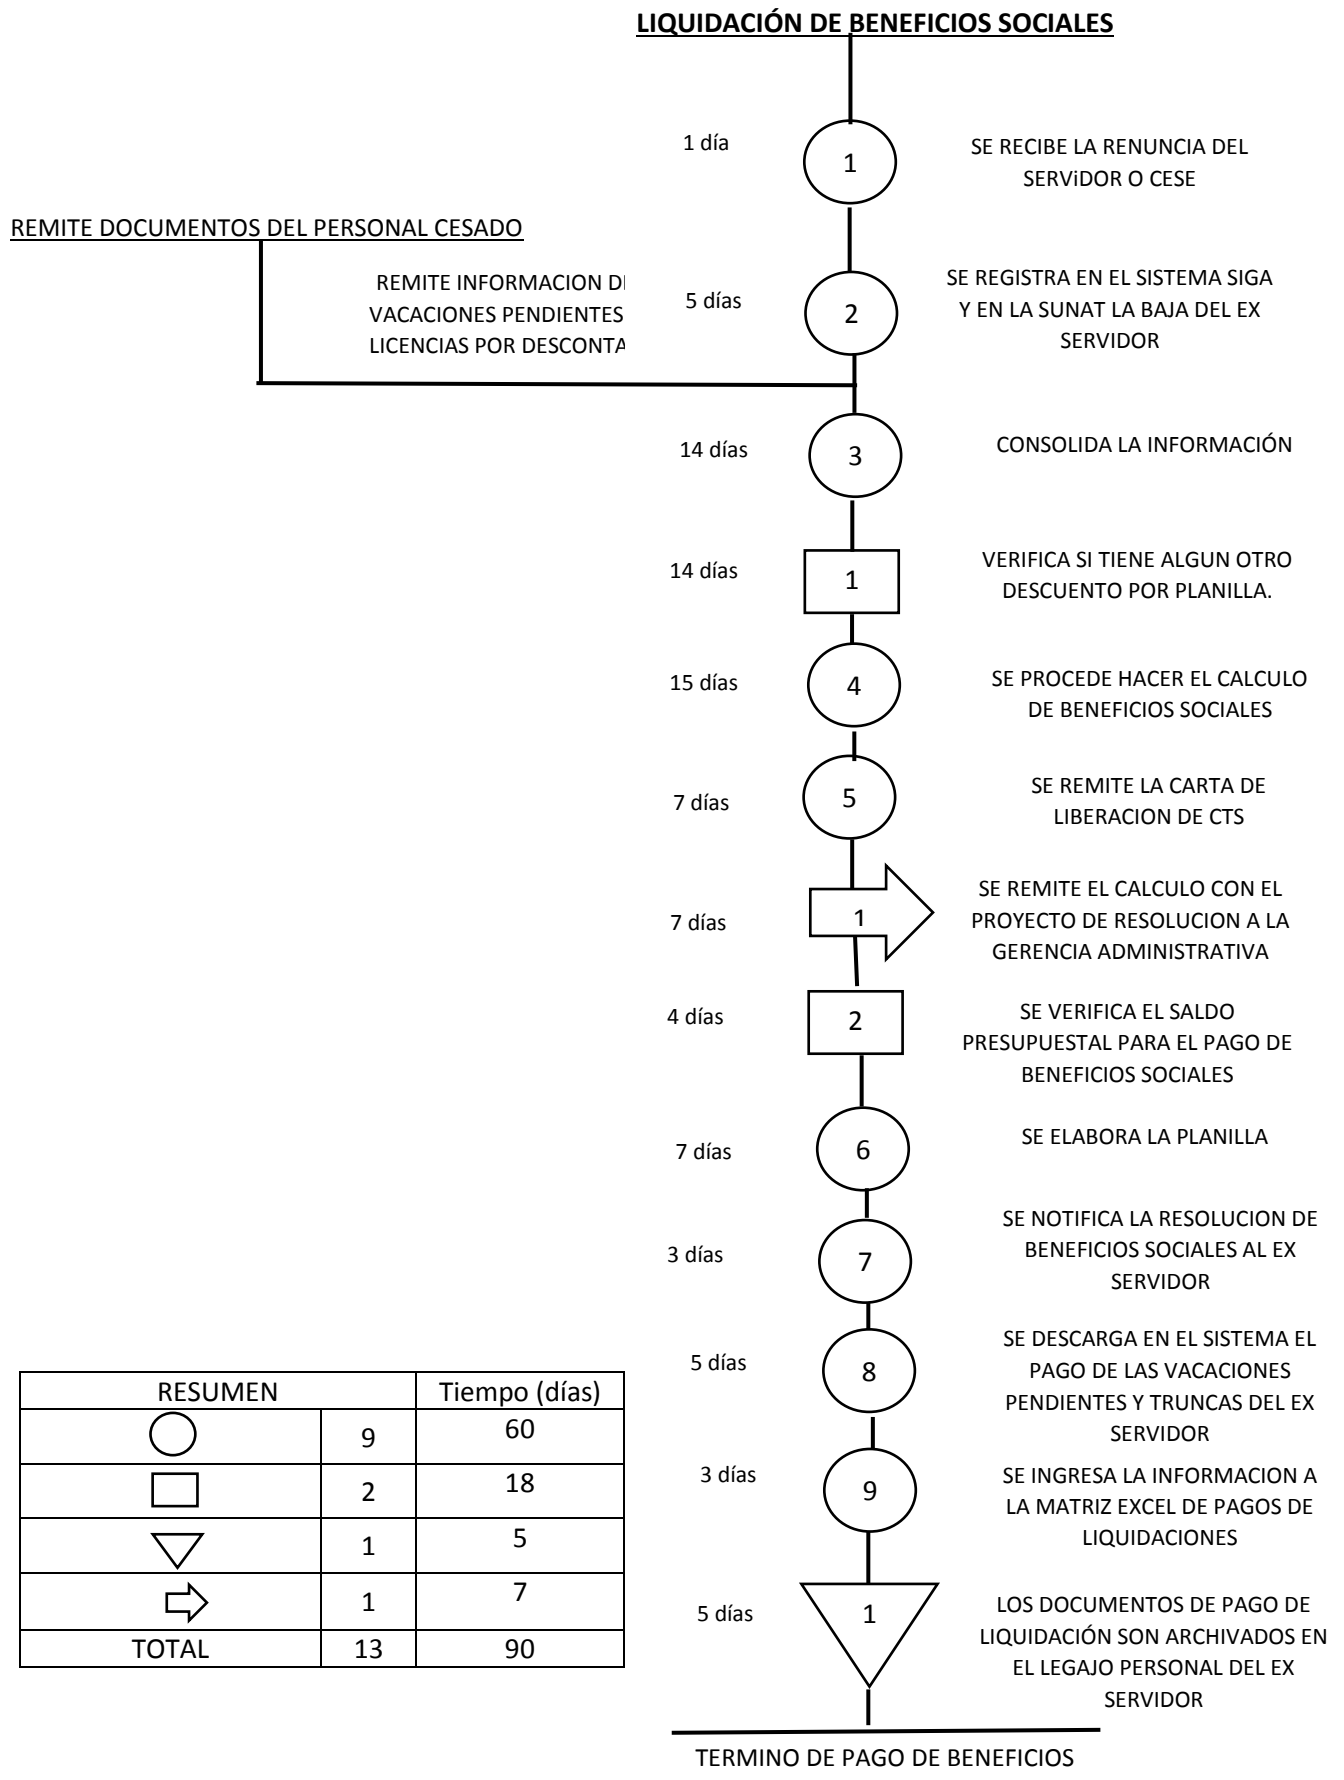 LIQUIDACIÓN DE BENEFICIOS SOCIALES
1 día
1
SE RECIBE LA RENUNCIA DEL
SERViDOR O CESE
REMITE DOCUMENTOS DEL PERSONAL CESADO
REMITE INFORMACION
VACACIONES PENDIENTES
LICENCIAS POR
5 días
2
SE REGISTRA EN EL SISTEMA SIGA
Y EN LA SUNAT LA BAJA DEL EX
SERVIDOR
14 días
3
CONSOLIDA LA INFORMACIÓN
14 días
1
VERIFICA SI TIENE ALGUN OTRO
DESCUENTO POR PLANILLA.
15 días
4
SE PROCEDE HACER EL CALCULO
DE BENEFICIOS SOCIALES
7 días
5
SE REMITE LA CARTA DE
LIBERACION DE CTS
7 días
1
SE REMITE EL CALCULO CON EL
PROYECTO DE RESOLUCION A LA
GERENCIA ADMINISTRATIVA
4 días
2
SE VERIFICA EL SALDO
PRESUPUESTAL PARA EL PAGO DE
BENEFICIOS SOCIALES
7 días
6
SE ELABORA LA PLANILLA
3 días
7
SE NOTIFICA LA RESOLUCION DE
BENEFICIOS SOCIALES AL EX
SERVIDOR
5 días
8
SE DESCARGA EN EL SISTEMA EL
PAGO DE LAS VACACIONES
PENDIENTES Y TRUNCAS DEL EX
SERVIDOR
3 días
9
SE INGRESA LA INFORMACION A
LA MATRIZ EXCEL DE PAGOS DE
LIQUIDACIONES
5 días
1
LOS DOCUMENTOS DE PAGO DE
LIQUIDACIÓN SON ARCHIVADOS EN
EL LEGAJO PERSONAL DEL EX
SERVIDOR
TERMINO DE PAGO DE BENEFICIOS
RESUMEN Tiempo (días)
9 60
2 18
1 5
1 7
TOTAL 13 90